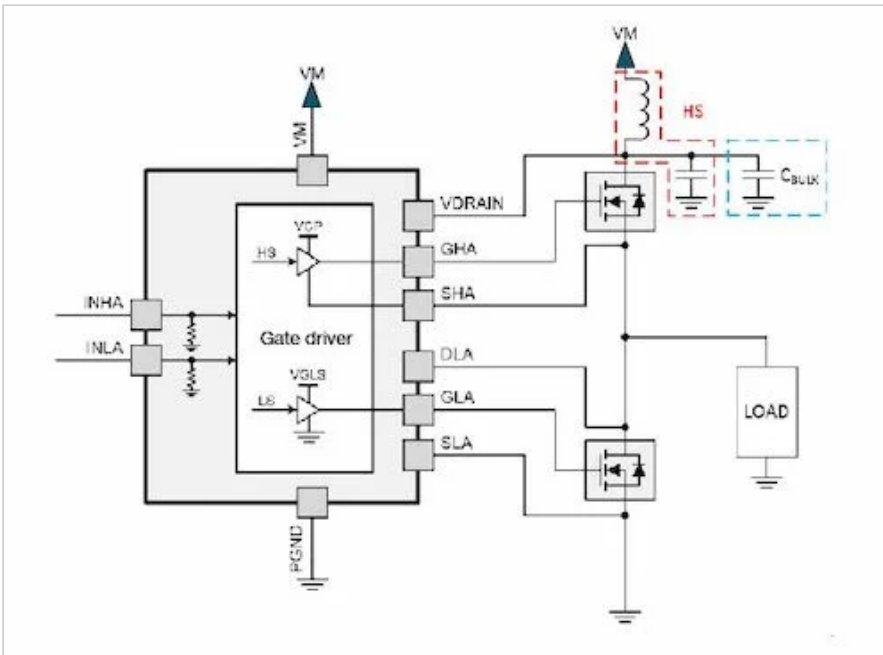 VM
VM
VM
HS
C_BULK
VDRAIN
VCP
HS
GHA
SHA
INHA
INLA
Gate driver
DLA
VGLS
LS
GLA
SLA
LOAD
PGND